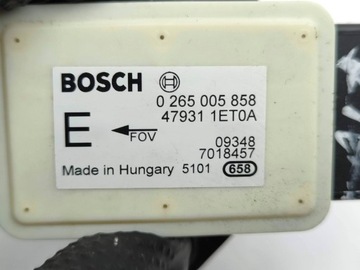 BOSCH
0 265 005 858
47931 1ET0A
E
FOV
09348
7018457
Made in Hungary 5101 658